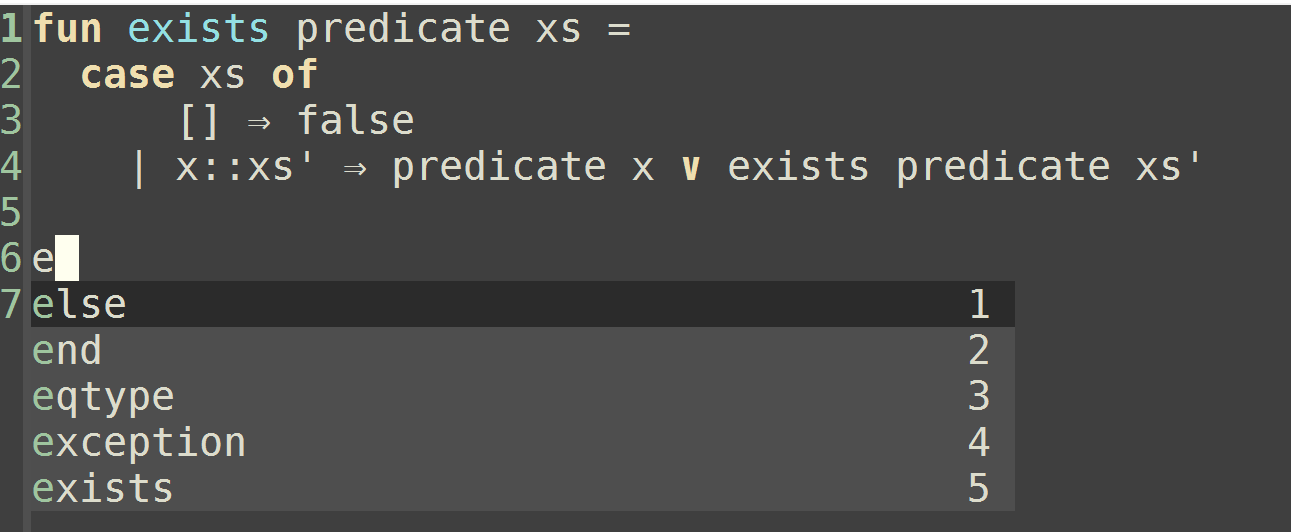 1 fun exists predicate xs =
2   case xs of
3       [] ⇒ false
4     | x::xs' ⇒ predicate x ∨ exists predicate xs'
5
6 e
7 else 1
end 2
eqtype 3
exception 4
exists 5